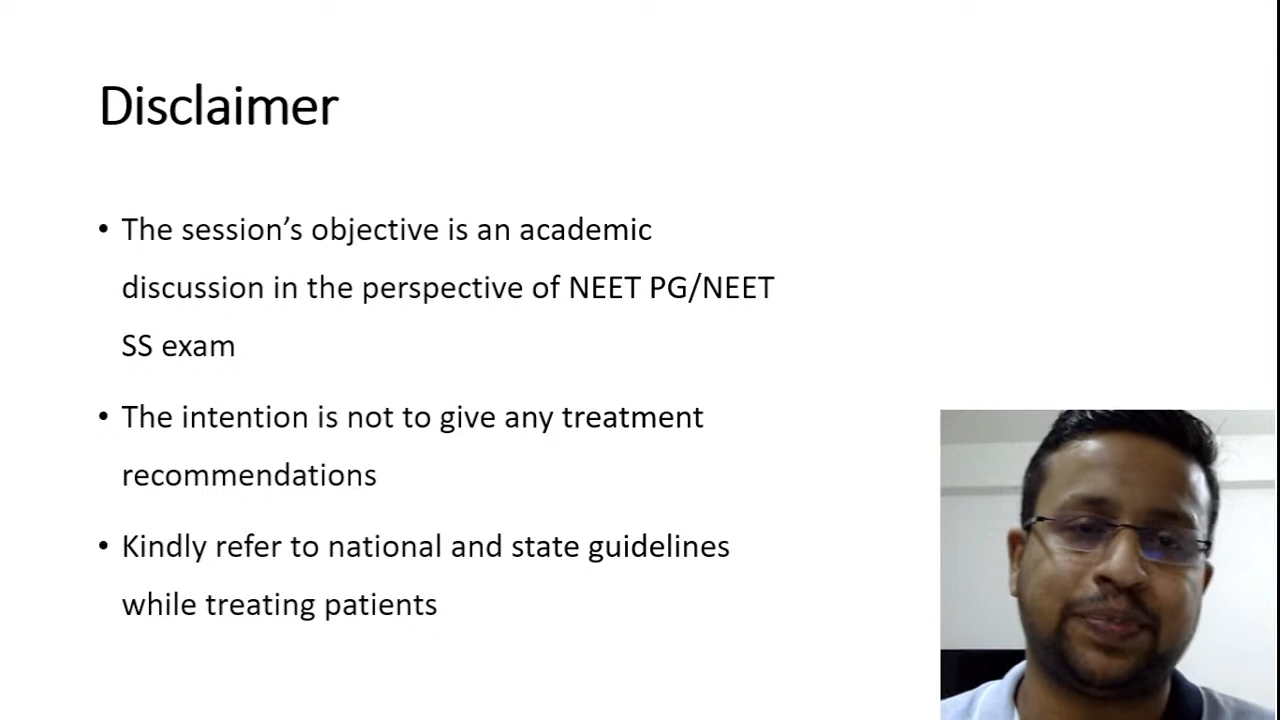 Disclaimer
• The session’s objective is an academic
discussion in the perspective of NEET PG/NEET
SS exam
• The intention is not to give any treatment
recommendations
• Kindly refer to national and state guidelines
while treating patients